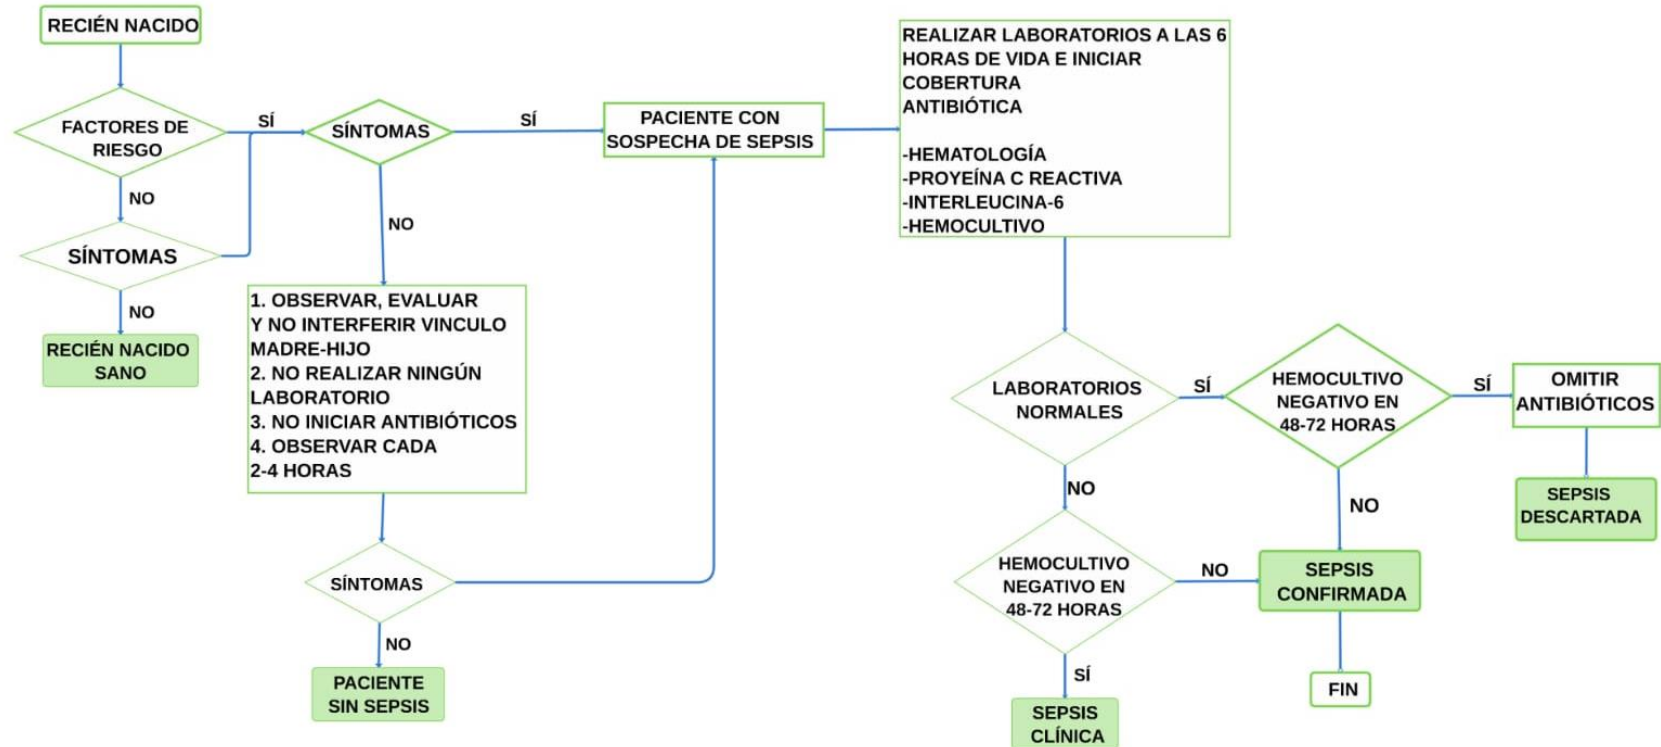 RECIÉN NACIDO
FACTORES DE
RIESGO
SÍ
NO
SÍNTOMAS
NO
RECIÉN NACIDO
SANO
SÍNTOMAS
SÍ
NO
1. OBSERVAR, EVALUAR
Y NO INTERFERIR VINCULO
MADRE-HIJO
2. NO REALIZAR NINGÚN
LABORATORIO
3. NO INICIAR ANTIBIÓTICOS
4. OBSERVAR CADA
2-4 HORAS
SÍNTOMAS
NO
PACIENTE
SIN SEPSIS
PACIENTE CON
SOSPECHA DE SEPSIS
REALIZAR LABORATORIOS A LAS 6
HORAS DE VIDA E INICIAR
COBERTURA
ANTIBIÓTICA
-HEMATOLOGÍA
-PROYEÍNA C REACTIVA
-INTERLEUCINA-6
-HEMOCULTIVO
LABORATORIOS
NORMALES
SÍ
NO
HEMOCULTIVO
NEGATIVO EN
48-72 HORAS
SÍ
NO
OMITIR
ANTIBIÓTICOS
SEPSIS
DESCARTADA
HEMOCULTIVO
NEGATIVO EN
48-72 HORAS
NO
SÍ
SEPSIS
CONFIRMADA
FIN
SEPSIS
CLÍNICA